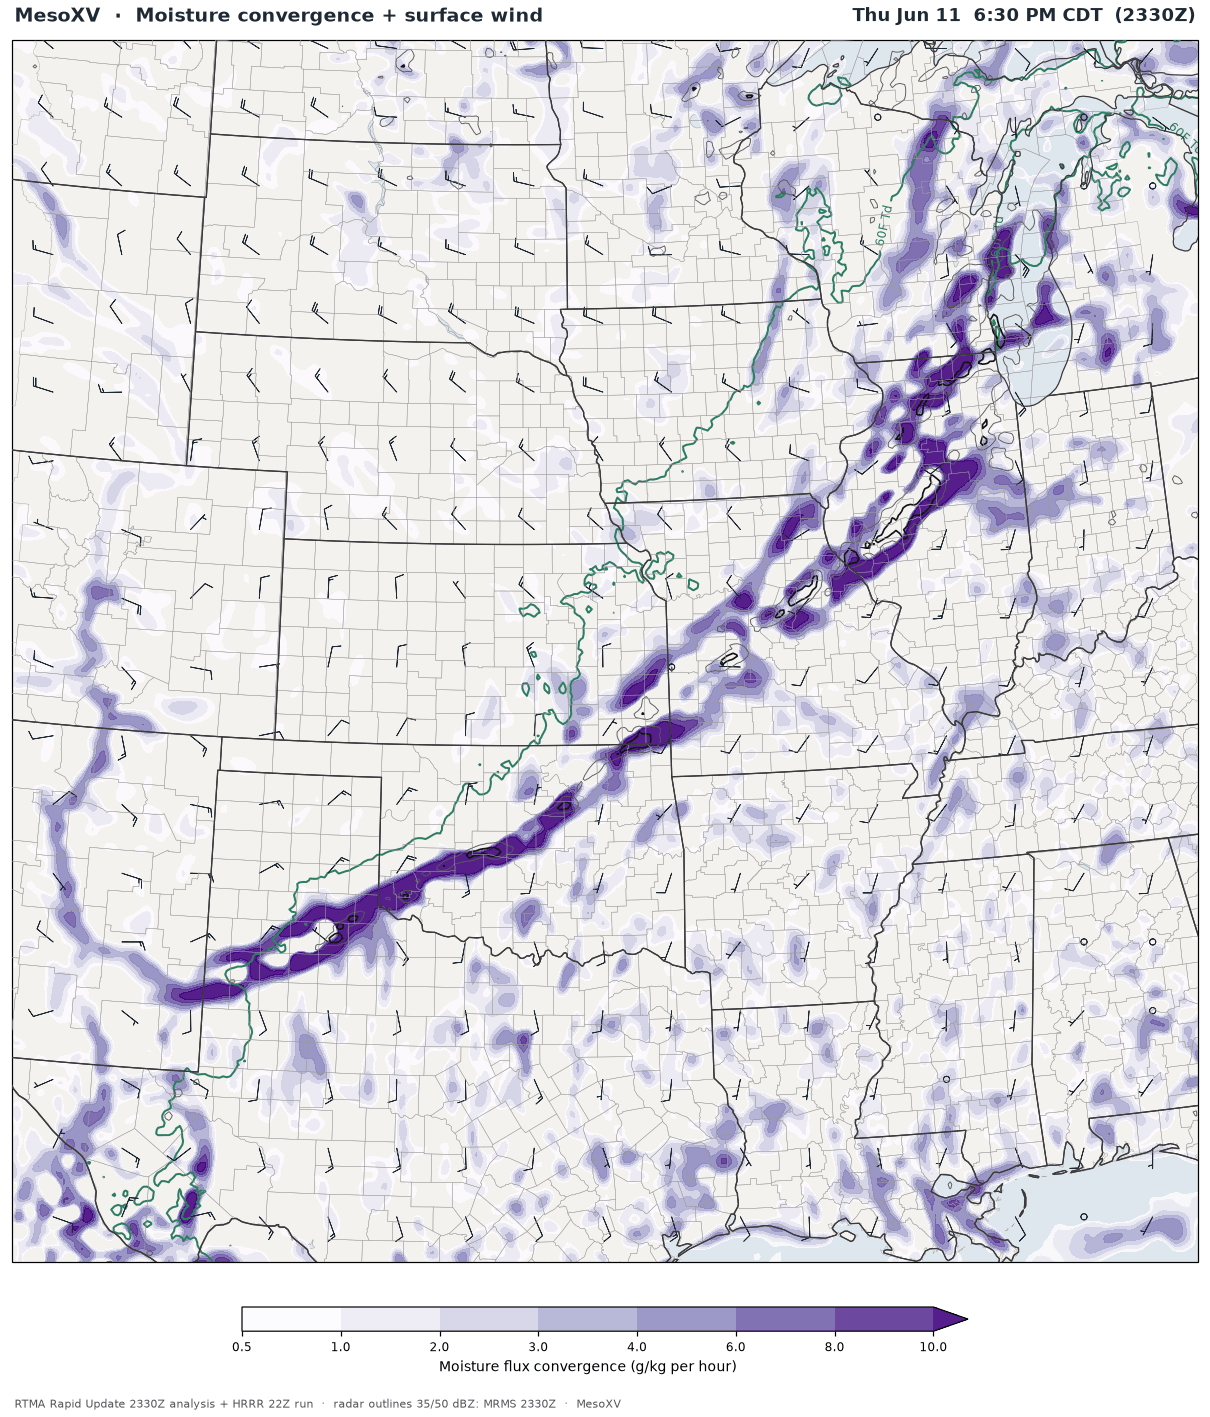 MesoXV · Moisture convergence + surface wind
Thu Jun 11 6:30 PM CDT (2330Z)
60F
60F Td
0.5 1.0 2.0 3.0 4.0 6.0 8.0 10.0
Moisture flux convergence (g/kg per hour)
RTMA Rapid Update 2330Z analysis + HRRR 22Z run · radar outlines 35/50 dBZ: MRMS 2330Z · MesoXV